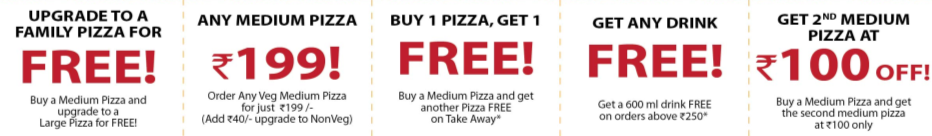 UPGRADE TO A
FAMILY PIZZA FOR
FREE!
Buy a Medium Pizza and
upgrade to a
Large Pizza for FREE!
ANY MEDIUM PIZZA
₹199!
Order Any Veg Medium Pizza
for just ₹199 /-
(Add ₹40/- upgrade to NonVeg)
BUY 1 PIZZA, GET 1
FREE!
Buy a Medium Pizza and get
another Pizza FREE
on Take Away*
GET ANY DRINK
FREE!
Get a 600 ml drink FREE
on orders above ₹250*
GET 2ND MEDIUM
PIZZA AT
₹100 OFF!
Buy a Medium Pizza and get
the second medium pizza
at ₹100 only